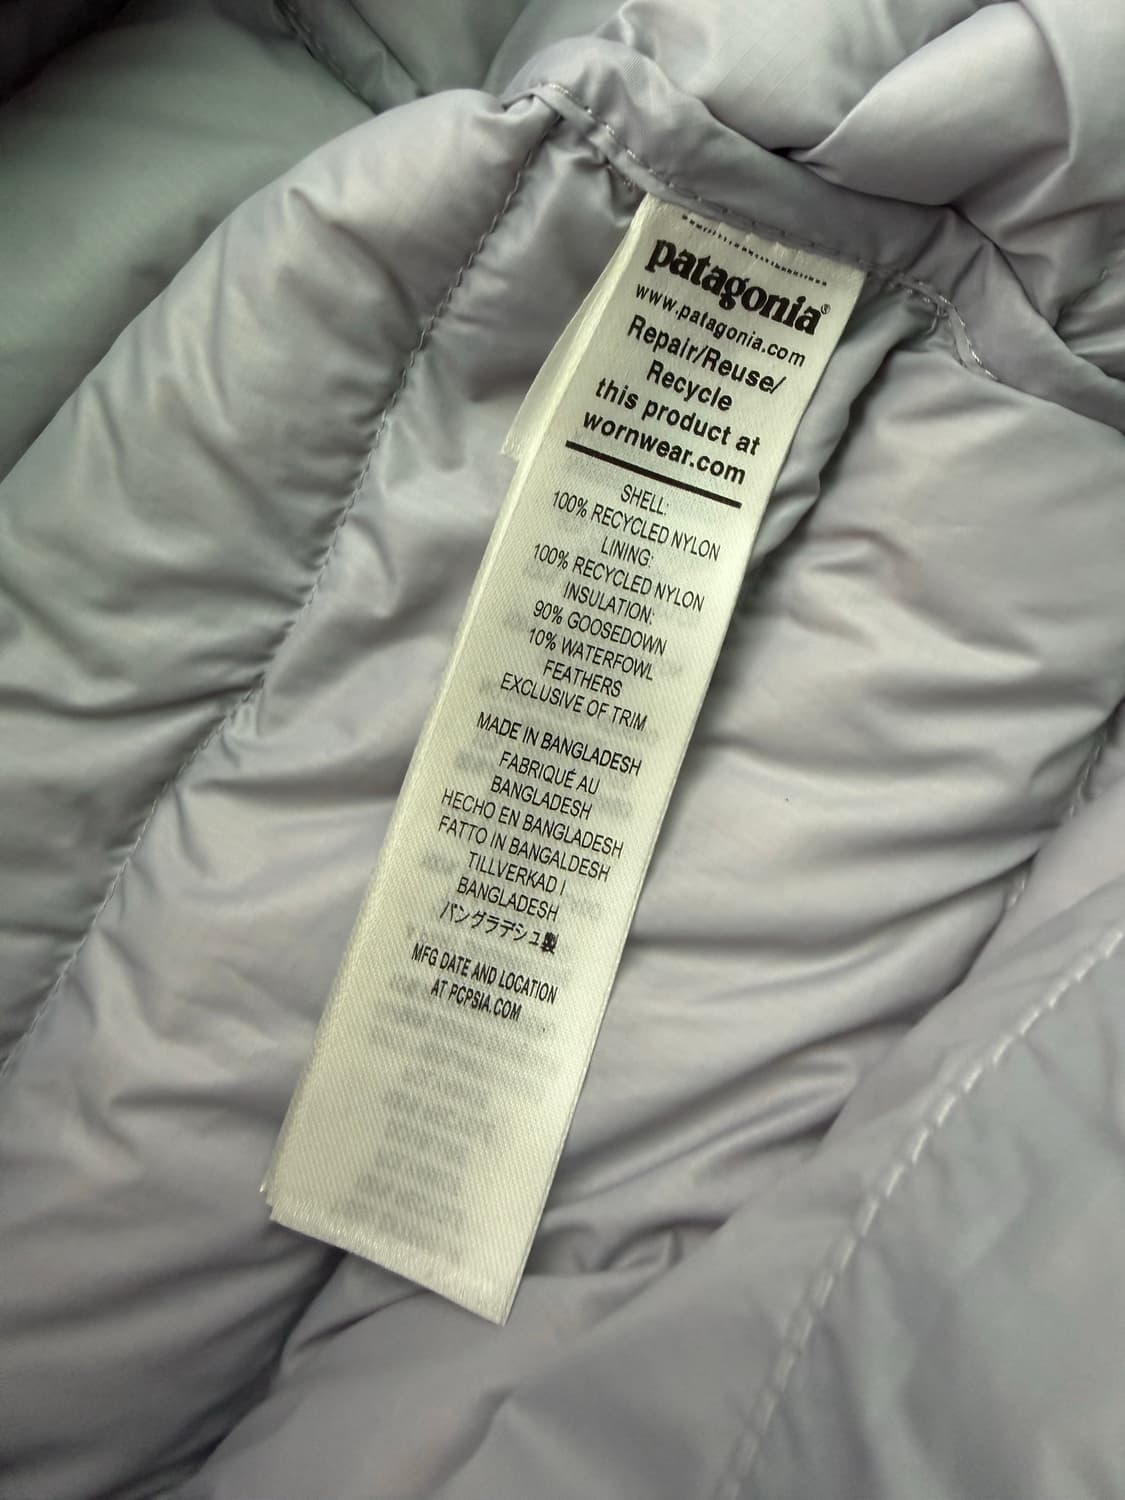 patagonia®
www.patagonia.com
Repair/Reuse/
Recycle
this product at
wornwear.com
SHELL:
100% RECYCLED NYLON
LINING:
100% RECYCLED NYLON
INSULATION:
90% GOOSEDOWN
10% WATERFOWL
FEATHERS
EXCLUSIVE OF TRIM
MADE IN BANGLADESH
FABRIQUÉ AU
BANGLADESH
HECHO EN BANGLADESH
FATTO IN BANGALDESH
TILLVERKAD I
BANGLADESH
バングラデシュ製
MFG DATE AND LOCATION
AT PCPSIA.COM